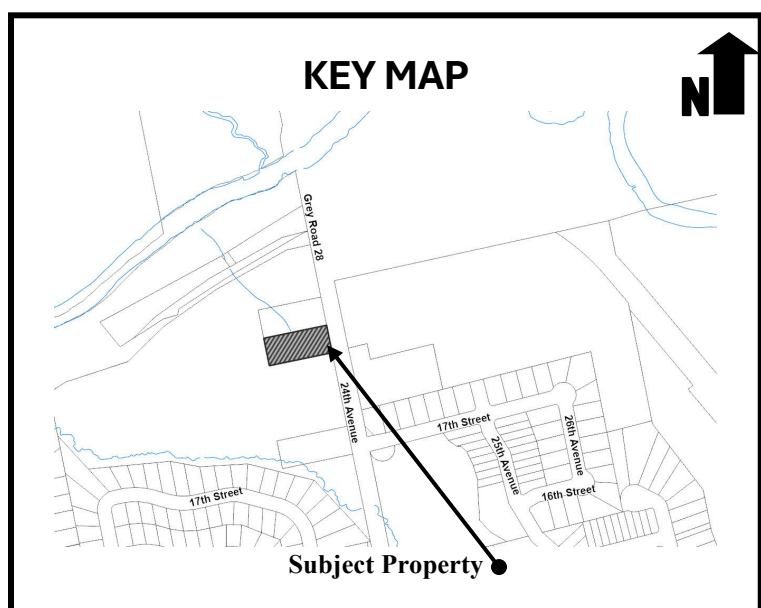 KEY MAP
N
Grey Road 28
24th Avenue
17th Street
25th Avenue
26th Avenue
16th Street
17th Street
Subject Property